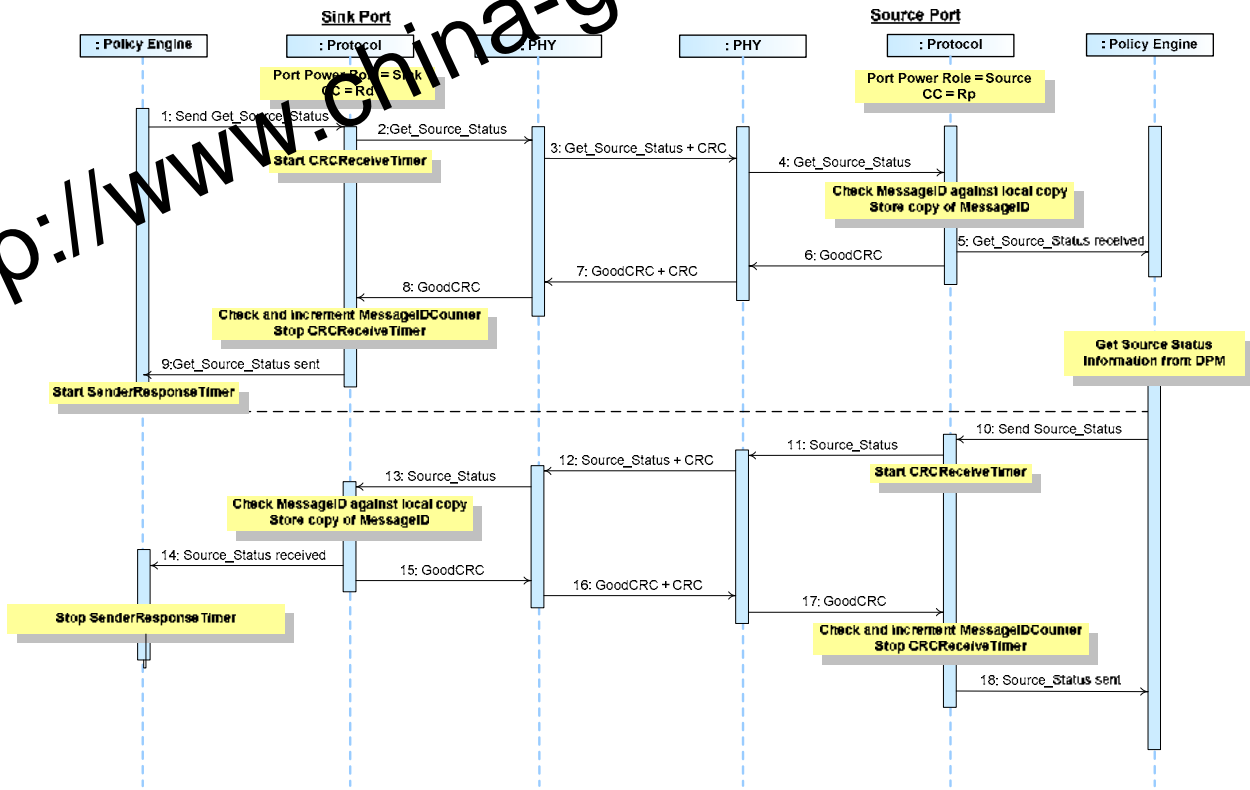 Sink Port
Source Port
: Policy Engine
: Protocol
: PHY
: PHY
: Protocol
: Policy Engine
Port Power Role = Sink
CC = Rd
Port Power Role = Source
CC = Rp
1: Send Get_Source_Status
2:Get_Source_Status
Start CRCReceiveTimer
3: Get_Source_Status + CRC
4: Get_Source_Status
Check MessageID against local copy
Store copy of MessageID
5: Get_Source_Status received
6: GoodCRC
7: GoodCRC + CRC
8: GoodCRC
Check and increment MessageIDCounter
Stop CRCReceiveTimer
9:Get_Source_Status sent
Start SenderResponseTimer
Get Source Status
Information from DPM
10: Send Source_Status
11: Source_Status
Start CRCReceiveTimer
12: Source_Status + CRC
13: Source_Status
Check MessageID against local copy
Store copy of MessageID
14: Source_Status received
15: GoodCRC
16: GoodCRC + CRC
17: GoodCRC
Stop SenderResponseTimer
Check and increment MessageIDCounter
Stop CRCReceiveTimer
18: Source_Status sent
p://www.china-g